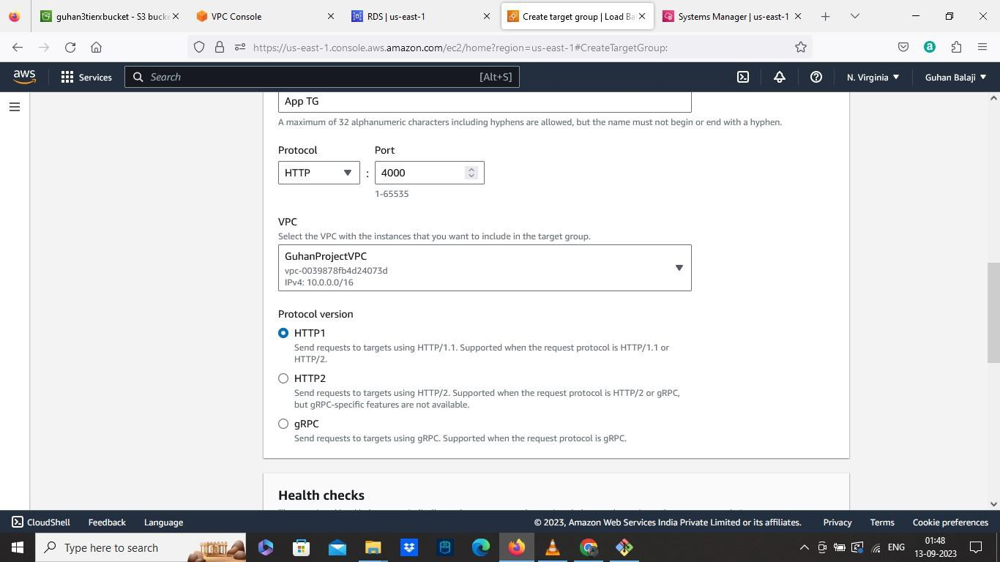 guhan3tierxbucket - S3 bucke
VPC Console
RDS | us-east-1
Create target group | Load Ba
Systems Manager | us-east-1
https://us-east-1.console.aws.amazon.com/ec2/home?region=us-east-1#CreateTargetGroup:
aws
Services
Search
[Alt+S]
N. Virginia
Guhan Balaji
App TG
A maximum of 32 alphanumeric characters including hyphens are allowed, but the name must not begin or end with a hyphen.
Protocol
Port
HTTP
:
4000
1-65535
VPC
Select the VPC with the instances that you want to include in the target group.
GuhanProjectVPC
vpc-0039878fb4d24073d
IPv4: 10.0.0.0/16
Protocol version
HTTP1
Send requests to targets using HTTP/1.1. Supported when the request protocol is HTTP/1.1 or
HTTP/2.
HTTP2
Send requests to targets using HTTP/2. Supported when the request protocol is HTTP/2 or gRPC,
but gRPC-specific features are not available.
gRPC
Send requests to targets using gRPC. Supported when the request protocol is gRPC.
Health checks
CloudShell
Feedback
Language
© 2023, Amazon Web Services India Private Limited or its affiliates.
Privacy
Terms
Cookie preferences
Type here to search
ENG
01:48
13-09-2023